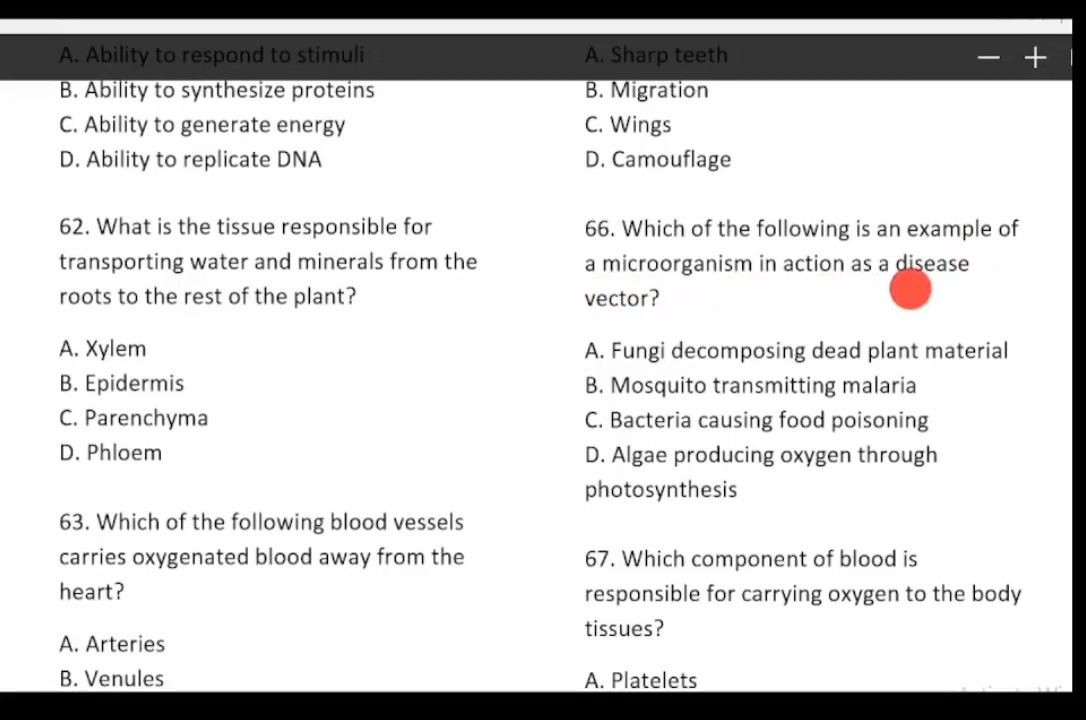 A. Ability to respond to stimuli
B. Ability to synthesize proteins
C. Ability to generate energy
D. Ability to replicate DNA
62. What is the tissue responsible for
transporting water and minerals from the
roots to the rest of the plant?
A. Xylem
B. Epidermis
C. Parenchyma
D. Phloem
63. Which of the following blood vessels
carries oxygenated blood away from the
heart?
A. Arteries
B. Venules
A. Sharp teeth
B. Migration
C. Wings
D. Camouflage
66. Which of the following is an example of
a microorganism in action as a disease
vector?
A. Fungi decomposing dead plant material
B. Mosquito transmitting malaria
C. Bacteria causing food poisoning
D. Algae producing oxygen through
photosynthesis
67. Which component of blood is
responsible for carrying oxygen to the body
tissues?
A. Platelets